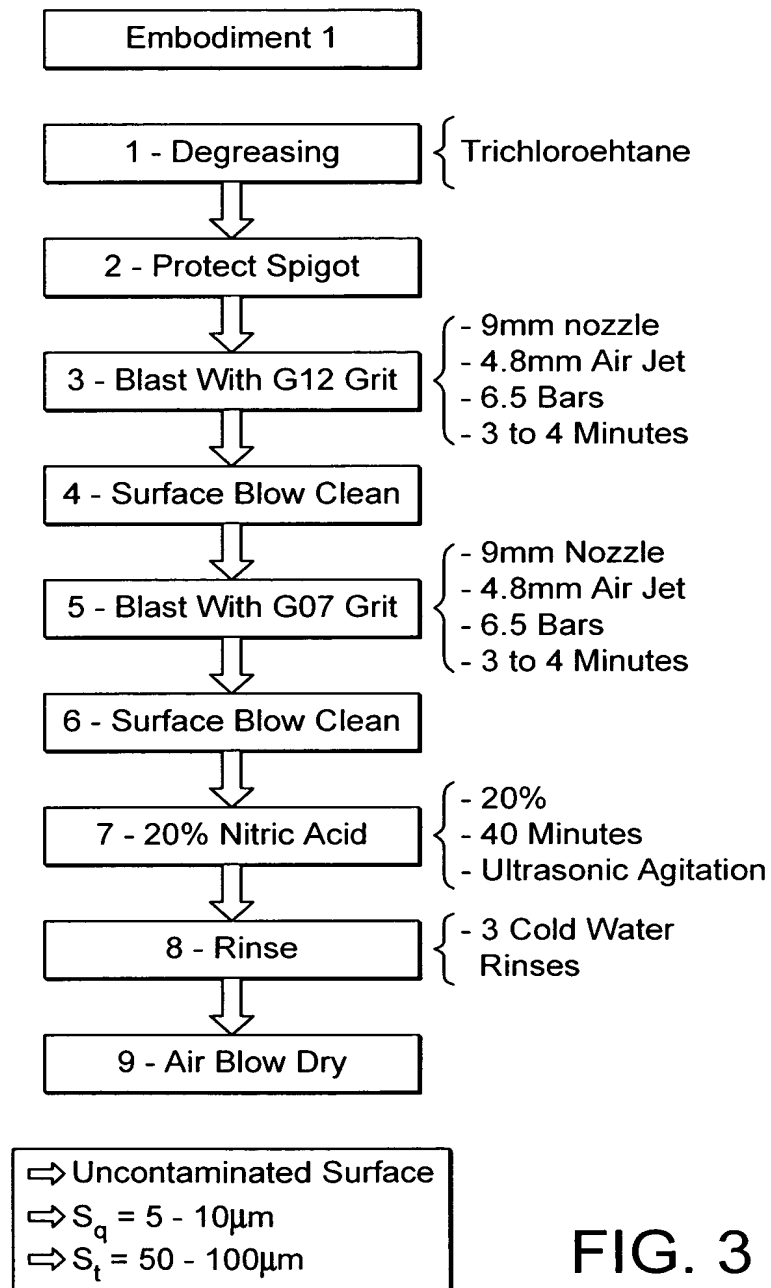 Embodiment 1
1 - Degreasing
Trichloroehtane
2 - Protect Spigot
3 - Blast With G12 Grit
- 9mm nozzle
- 4.8mm Air Jet
- 6.5 Bars
- 3 to 4 Minutes
4 - Surface Blow Clean
5 - Blast With G07 Grit
- 9mm Nozzle
- 4.8mm Air Jet
- 6.5 Bars
- 3 to 4 Minutes
6 - Surface Blow Clean
7 - 20% Nitric Acid
- 20%
- 40 Minutes
- Ultrasonic Agitation
8 - Rinse
- 3 Cold Water
Rinses
9 - Air Blow Dry
⇨ Uncontaminated Surface
⇨ Sq = 5 - 10µm
⇨ St = 50 - 100µm
FIG. 3